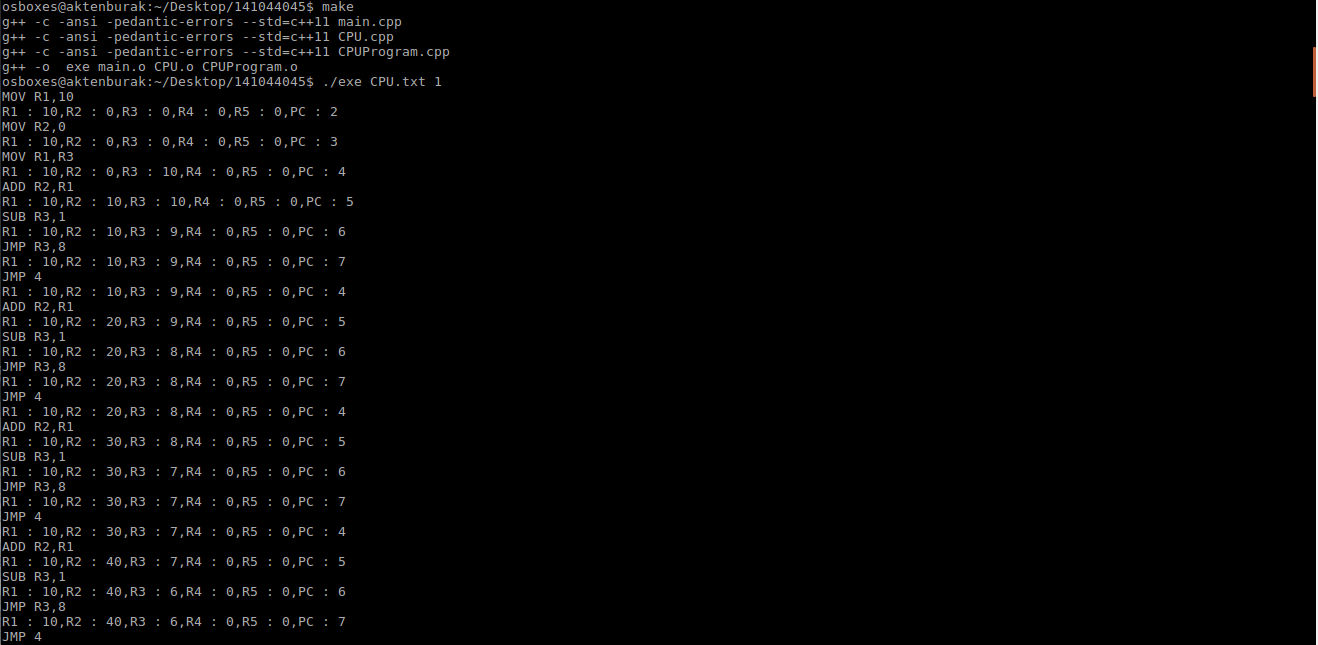 osboxes@aktenburak:~/Desktop/141044045$ make
g++ -c -ansi -pedantic-errors --std=c++11 main.cpp
g++ -c -ansi -pedantic-errors --std=c++11 CPU.cpp
g++ -c -ansi -pedantic-errors --std=c++11 CPUProgram.cpp
g++ -o  exe main.o CPU.o CPUProgram.o
osboxes@aktenburak:~/Desktop/141044045$ ./exe CPU.txt 1
MOV R1,10
R1 : 10,R2 : 0,R3 : 0,R4 : 0,R5 : 0,PC : 2
MOV R2,0
R1 : 10,R2 : 0,R3 : 0,R4 : 0,R5 : 0,PC : 3
MOV R1,R3
R1 : 10,R2 : 0,R3 : 10,R4 : 0,R5 : 0,PC : 4
ADD R2,R1
R1 : 10,R2 : 10,R3 : 10,R4 : 0,R5 : 0,PC : 5
SUB R3,1
R1 : 10,R2 : 10,R3 : 9,R4 : 0,R5 : 0,PC : 6
JMP R3,8
R1 : 10,R2 : 10,R3 : 9,R4 : 0,R5 : 0,PC : 7
JMP 4
R1 : 10,R2 : 10,R3 : 9,R4 : 0,R5 : 0,PC : 4
ADD R2,R1
R1 : 10,R2 : 20,R3 : 9,R4 : 0,R5 : 0,PC : 5
SUB R3,1
R1 : 10,R2 : 20,R3 : 8,R4 : 0,R5 : 0,PC : 6
JMP R3,8
R1 : 10,R2 : 20,R3 : 8,R4 : 0,R5 : 0,PC : 7
JMP 4
R1 : 10,R2 : 20,R3 : 8,R4 : 0,R5 : 0,PC : 4
ADD R2,R1
R1 : 10,R2 : 30,R3 : 8,R4 : 0,R5 : 0,PC : 5
SUB R3,1
R1 : 10,R2 : 30,R3 : 7,R4 : 0,R5 : 0,PC : 6
JMP R3,8
R1 : 10,R2 : 30,R3 : 7,R4 : 0,R5 : 0,PC : 7
JMP 4
R1 : 10,R2 : 30,R3 : 7,R4 : 0,R5 : 0,PC : 4
ADD R2,R1
R1 : 10,R2 : 40,R3 : 7,R4 : 0,R5 : 0,PC : 5
SUB R3,1
R1 : 10,R2 : 40,R3 : 6,R4 : 0,R5 : 0,PC : 6
JMP R3,8
R1 : 10,R2 : 40,R3 : 6,R4 : 0,R5 : 0,PC : 7
JMP 4